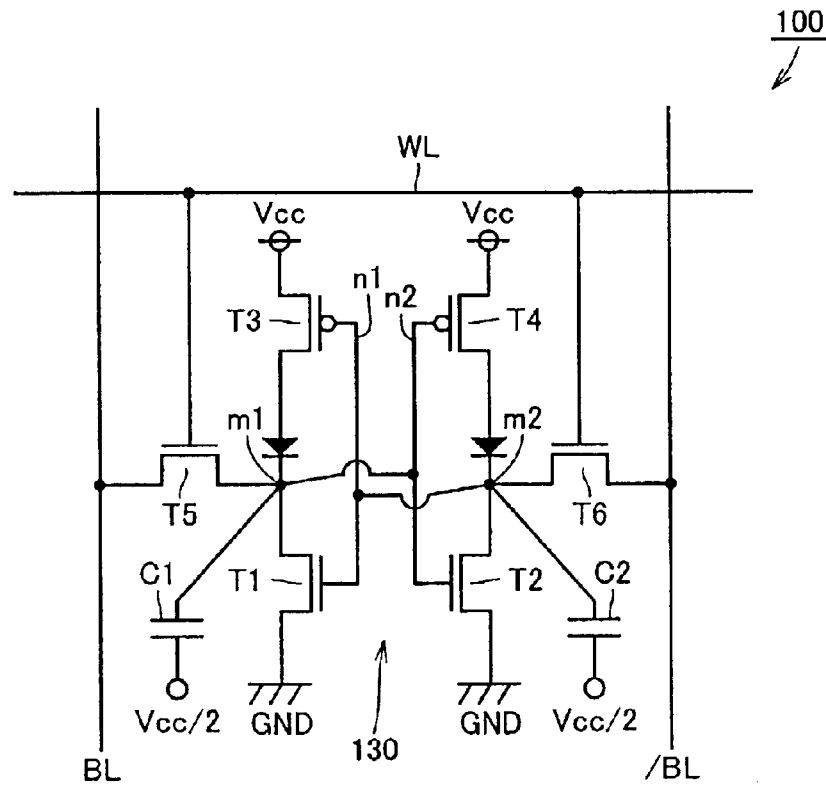 100
WL
Vcc Vcc
n1 n2
T3 T4
m1 m2
T5 T6
C1 T1 T2 C2
Vcc/2 GND GND Vcc/2
130
BL /BL